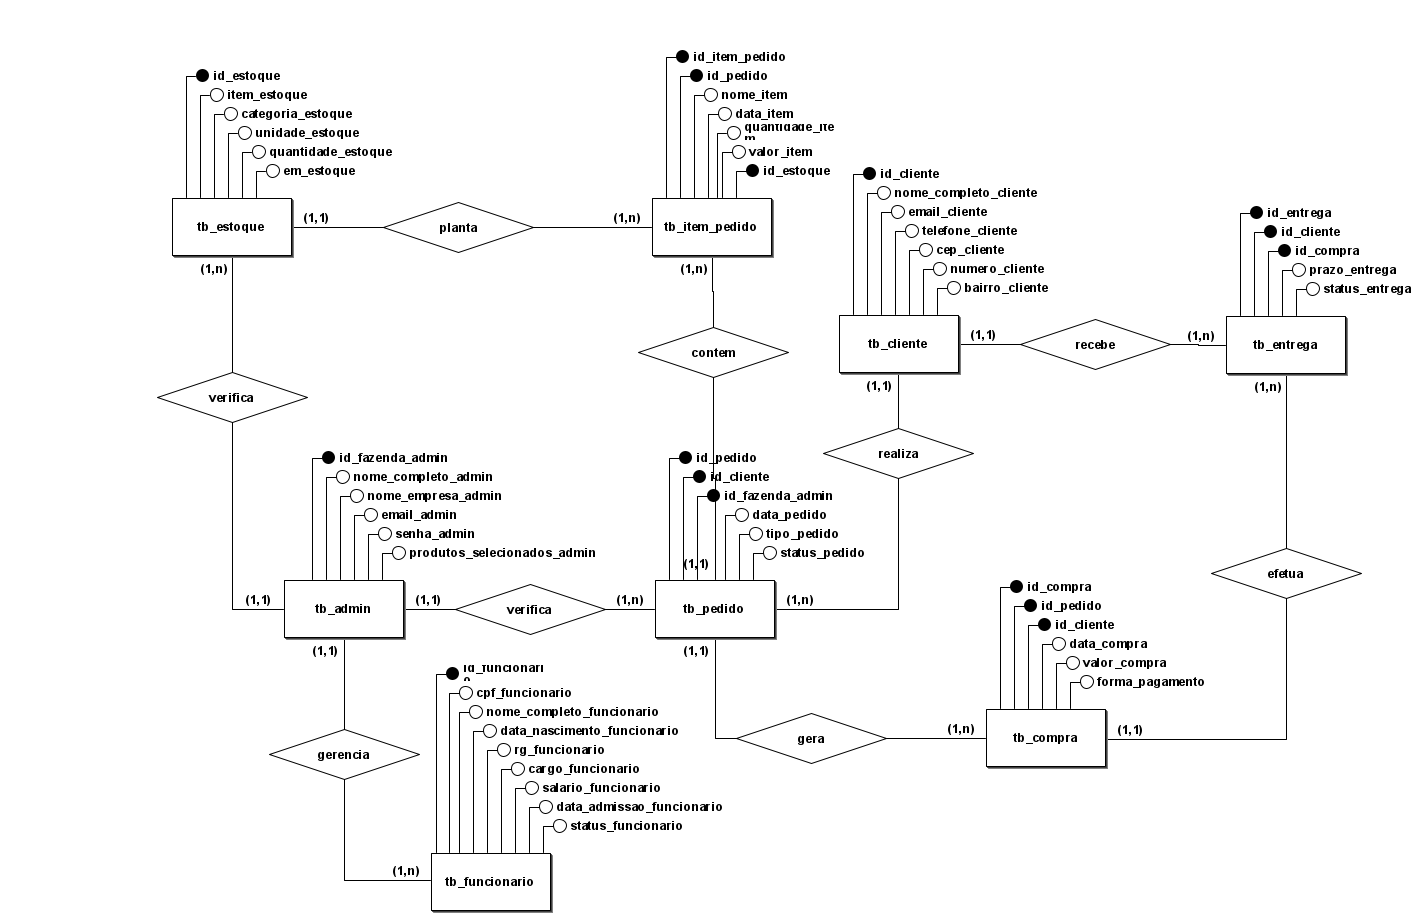 id_estoque
item_estoque
categoria_estoque
unidade_estoque
quantidade_estoque
em_estoque
tb_estoque
(1,1)
planta
(1,n)
id_item_pedido
id_pedido
nome_item
data_item
quantidade_ite
m
valor_item
id_estoque
tb_item_pedido
(1,n)
(1,n)
id_cliente
nome_completo_cliente
email_cliente
telefone_cliente
cep_cliente
numero_cliente
bairro_cliente
tb_cliente
(1,1)
recebe
(1,n)
id_entrega
id_cliente
id_compra
prazo_entrega
status_entrega
tb_entrega
(1,1)
(1,n)
contem
verifica
realiza
id_fazenda_admin
nome_completo_admin
nome_empresa_admin
email_admin
senha_admin
produtos_selecionados_admin
(1,1)
tb_admin
(1,1)
verifica
(1,n)
id_pedido
id_cliente
id_fazenda_admin
data_pedido
tipo_pedido
status_pedido
(1,1)
tb_pedido
(1,n)
efetua
(1,1)
(1,1)
id_compra
id_pedido
id_cliente
data_compra
valor_compra
forma_pagamento
gera
(1,n)
tb_compra
(1,1)
gerencia
id_funcionari
o
cpf_funcionario
nome_completo_funcionario
data_nascimento_funcionario
rg_funcionario
cargo_funcionario
salario_funcionario
data_admissao_funcionario
status_funcionario
(1,n)
tb_funcionario